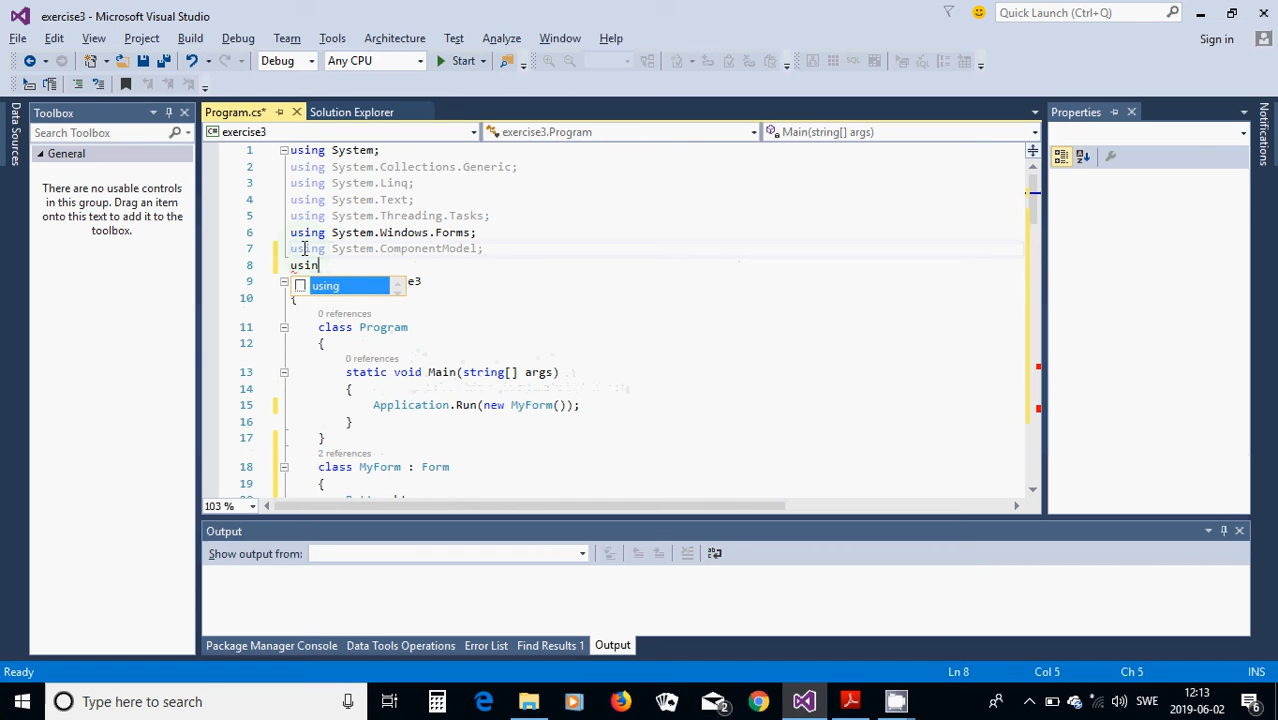 exercise3 - Microsoft Visual Studio
Quick Launch (Ctrl+Q)
File Edit View Project Build Debug Team Tools Architecture Test Analyze Window Help
Sign in
Debug Any CPU Start
Data Sources
Toolbox
Search Toolbox
General
There are no usable controls
in this group. Drag an item
onto this text to add it to the
toolbox.
Program.cs* Solution Explorer
exercise3 exercise3.Program Main(string[] args)
1 using System;
2 using System.Collections.Generic;
3 using System.Linq;
4 using System.Text;
5 using System.Threading.Tasks;
6 using System.Windows.Forms;
7 using System.ComponentModel;
8 usin
using
9 e3
10 {
0 references
11 class Program
12 {
0 references
13 static void Main(string[] args)
14 {
15 Application.Run(new MyForm());
16 }
17 }
2 references
18 class MyForm : Form
19 {
103 %
Properties
Notifications
Output
Show output from:
Package Manager Console Data Tools Operations Error List Find Results 1 Output
Ready Ln 8 Col 5 Ch 5 INS
Type here to search
2
SWE
12:13
2019-06-02
6